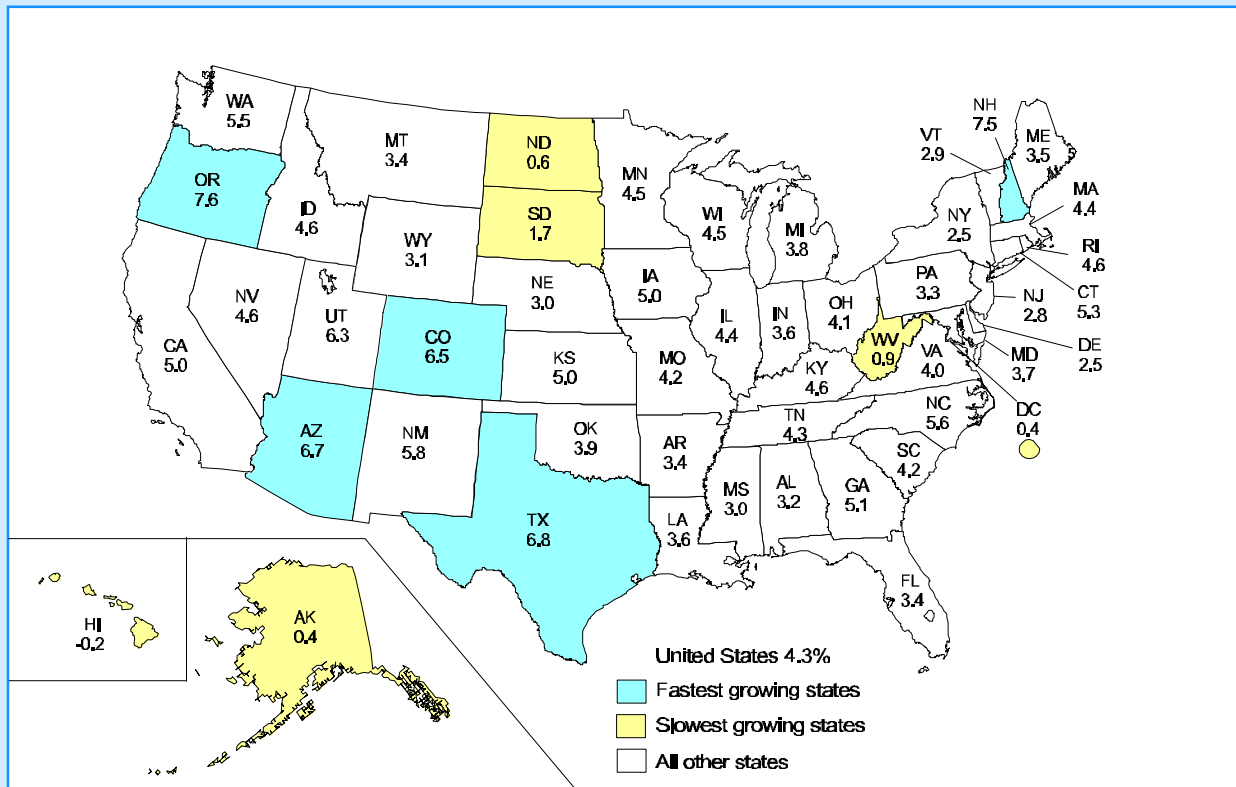 WA
5.5
MT
3.4
ND
0.6
MN
4.5
NH
7.5
VT
2.9
ME
3.5
OR
7.6
ID
4.6
SD
1.7
WI
4.5
MI
3.8
NY
2.5
MA
4.4
WY
3.1
RI
4.6
NV
4.6
UT
6.3
NE
3.0
IA
5.0
PA
3.3
NJ
2.8
CT
5.3
CA
5.0
CO
6.5
KS
5.0
MO
4.2
IL
4.4
IN
3.6
OH
4.1
WV
0.9
VA
4.0
MD
3.7
DE
2.5
KY
4.6
AZ
6.7
NM
5.8
OK
3.9
AR
3.4
TN
4.3
NC
5.6
DC
0.4
SC
4.2
TX
6.8
LA
3.6
MS
3.0
AL
3.2
GA
5.1
FL
3.4
HI
-0.2
AK
0.4
United States 4.3%
Fastest growing states
Slowest growing states
All other states